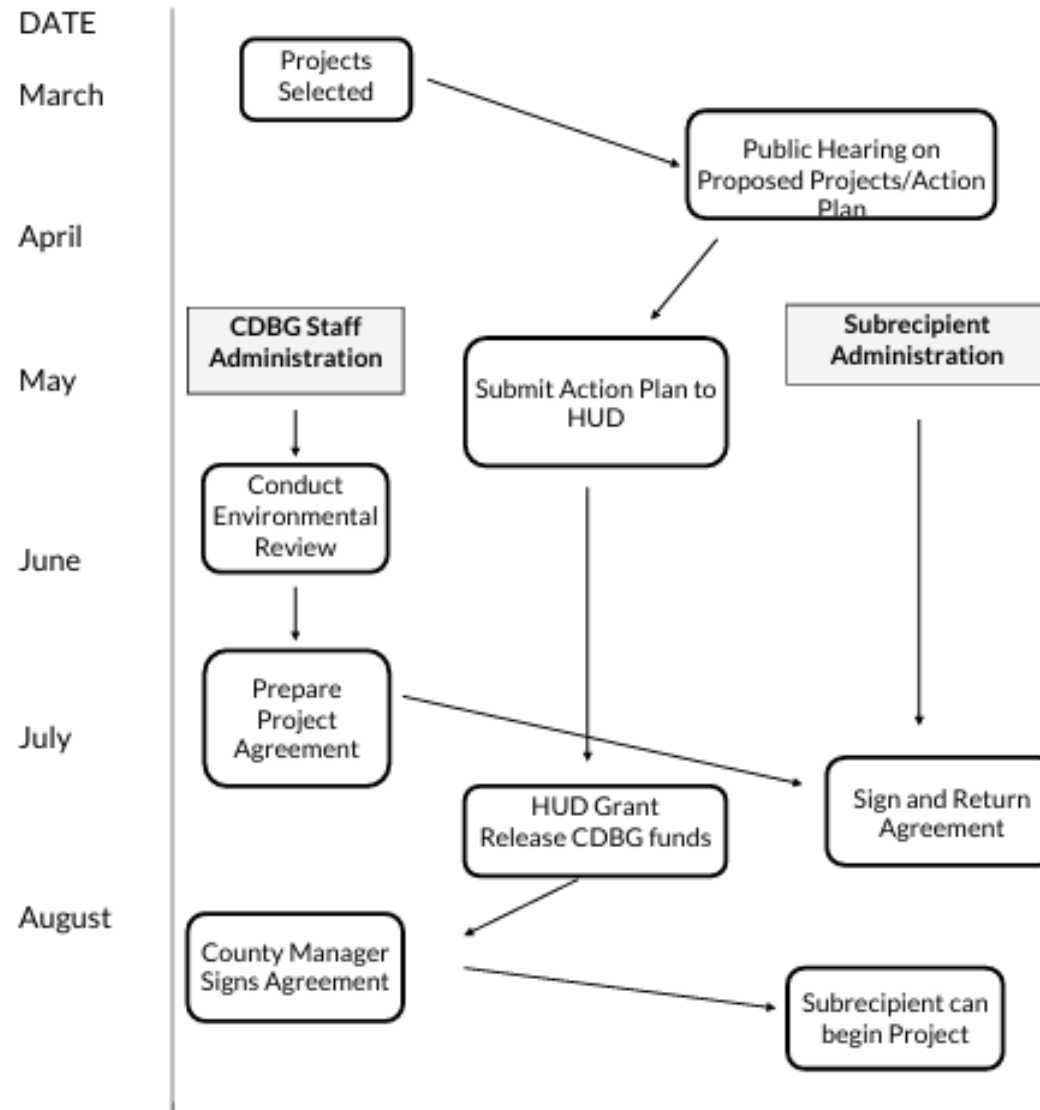 DATE
Projects
Selected
March
Public Hearing on
Proposed Projects/Action
Plan
April
CDBG Staff
Administration
Subrecipient
Administration
May
Submit Action Plan to
HUD
Conduct
Environmental
Review
June
Prepare
Project
Agreement
July
HUD Grant
Release CDBG funds
Sign and Return
Agreement
August
County Manager
Signs Agreement
Subrecipient can
begin Project